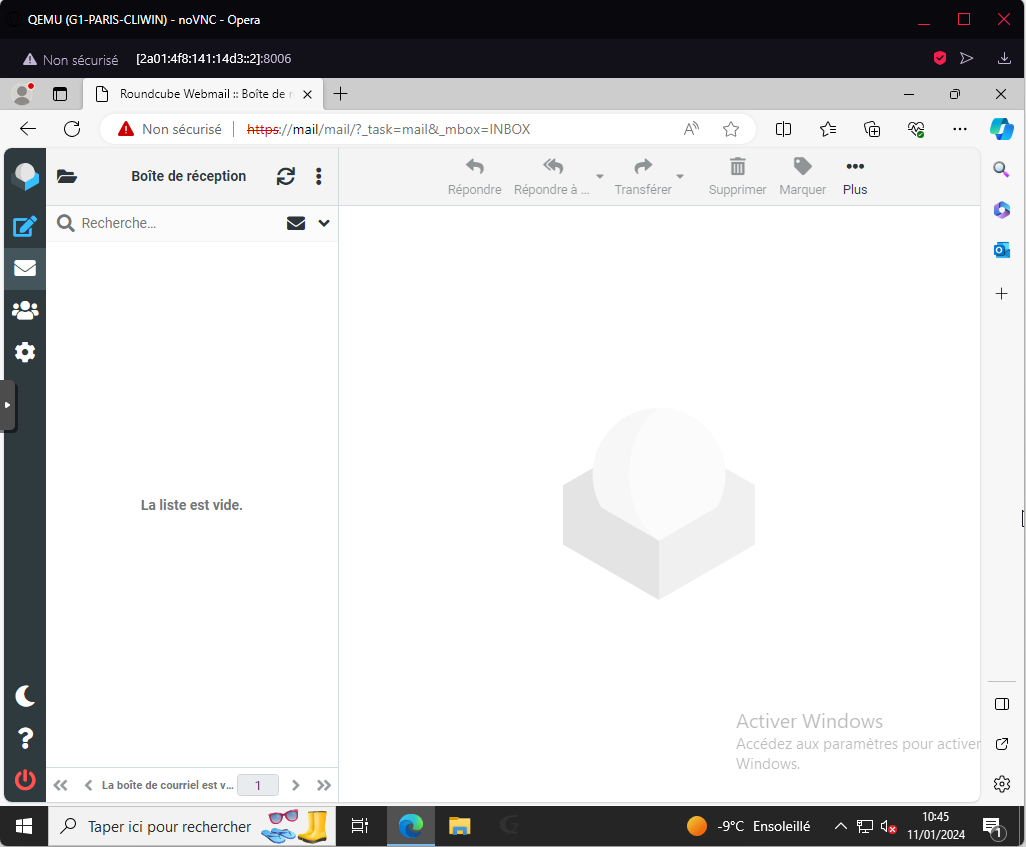 QEMU (G1-PARIS-CLIWIN) - noVNC - Opera
Non sécurisé [2a01:4f8:141:14d3::2]:8006
Roundcube Webmail :: Boîte de r
Non sécurisé https://mail/mail/?_task=mail&_mbox=INBOX
Boîte de réception
Répondre Répondre à ... Transférer Supprimer Marquer Plus
Recherche...
La liste est vide.
Activer Windows
Accédez aux paramètres pour activer
Windows.
La boîte de courriel est v... 1
Taper ici pour rechercher
-9°C Ensoleillé
10:45
11/01/2024
1